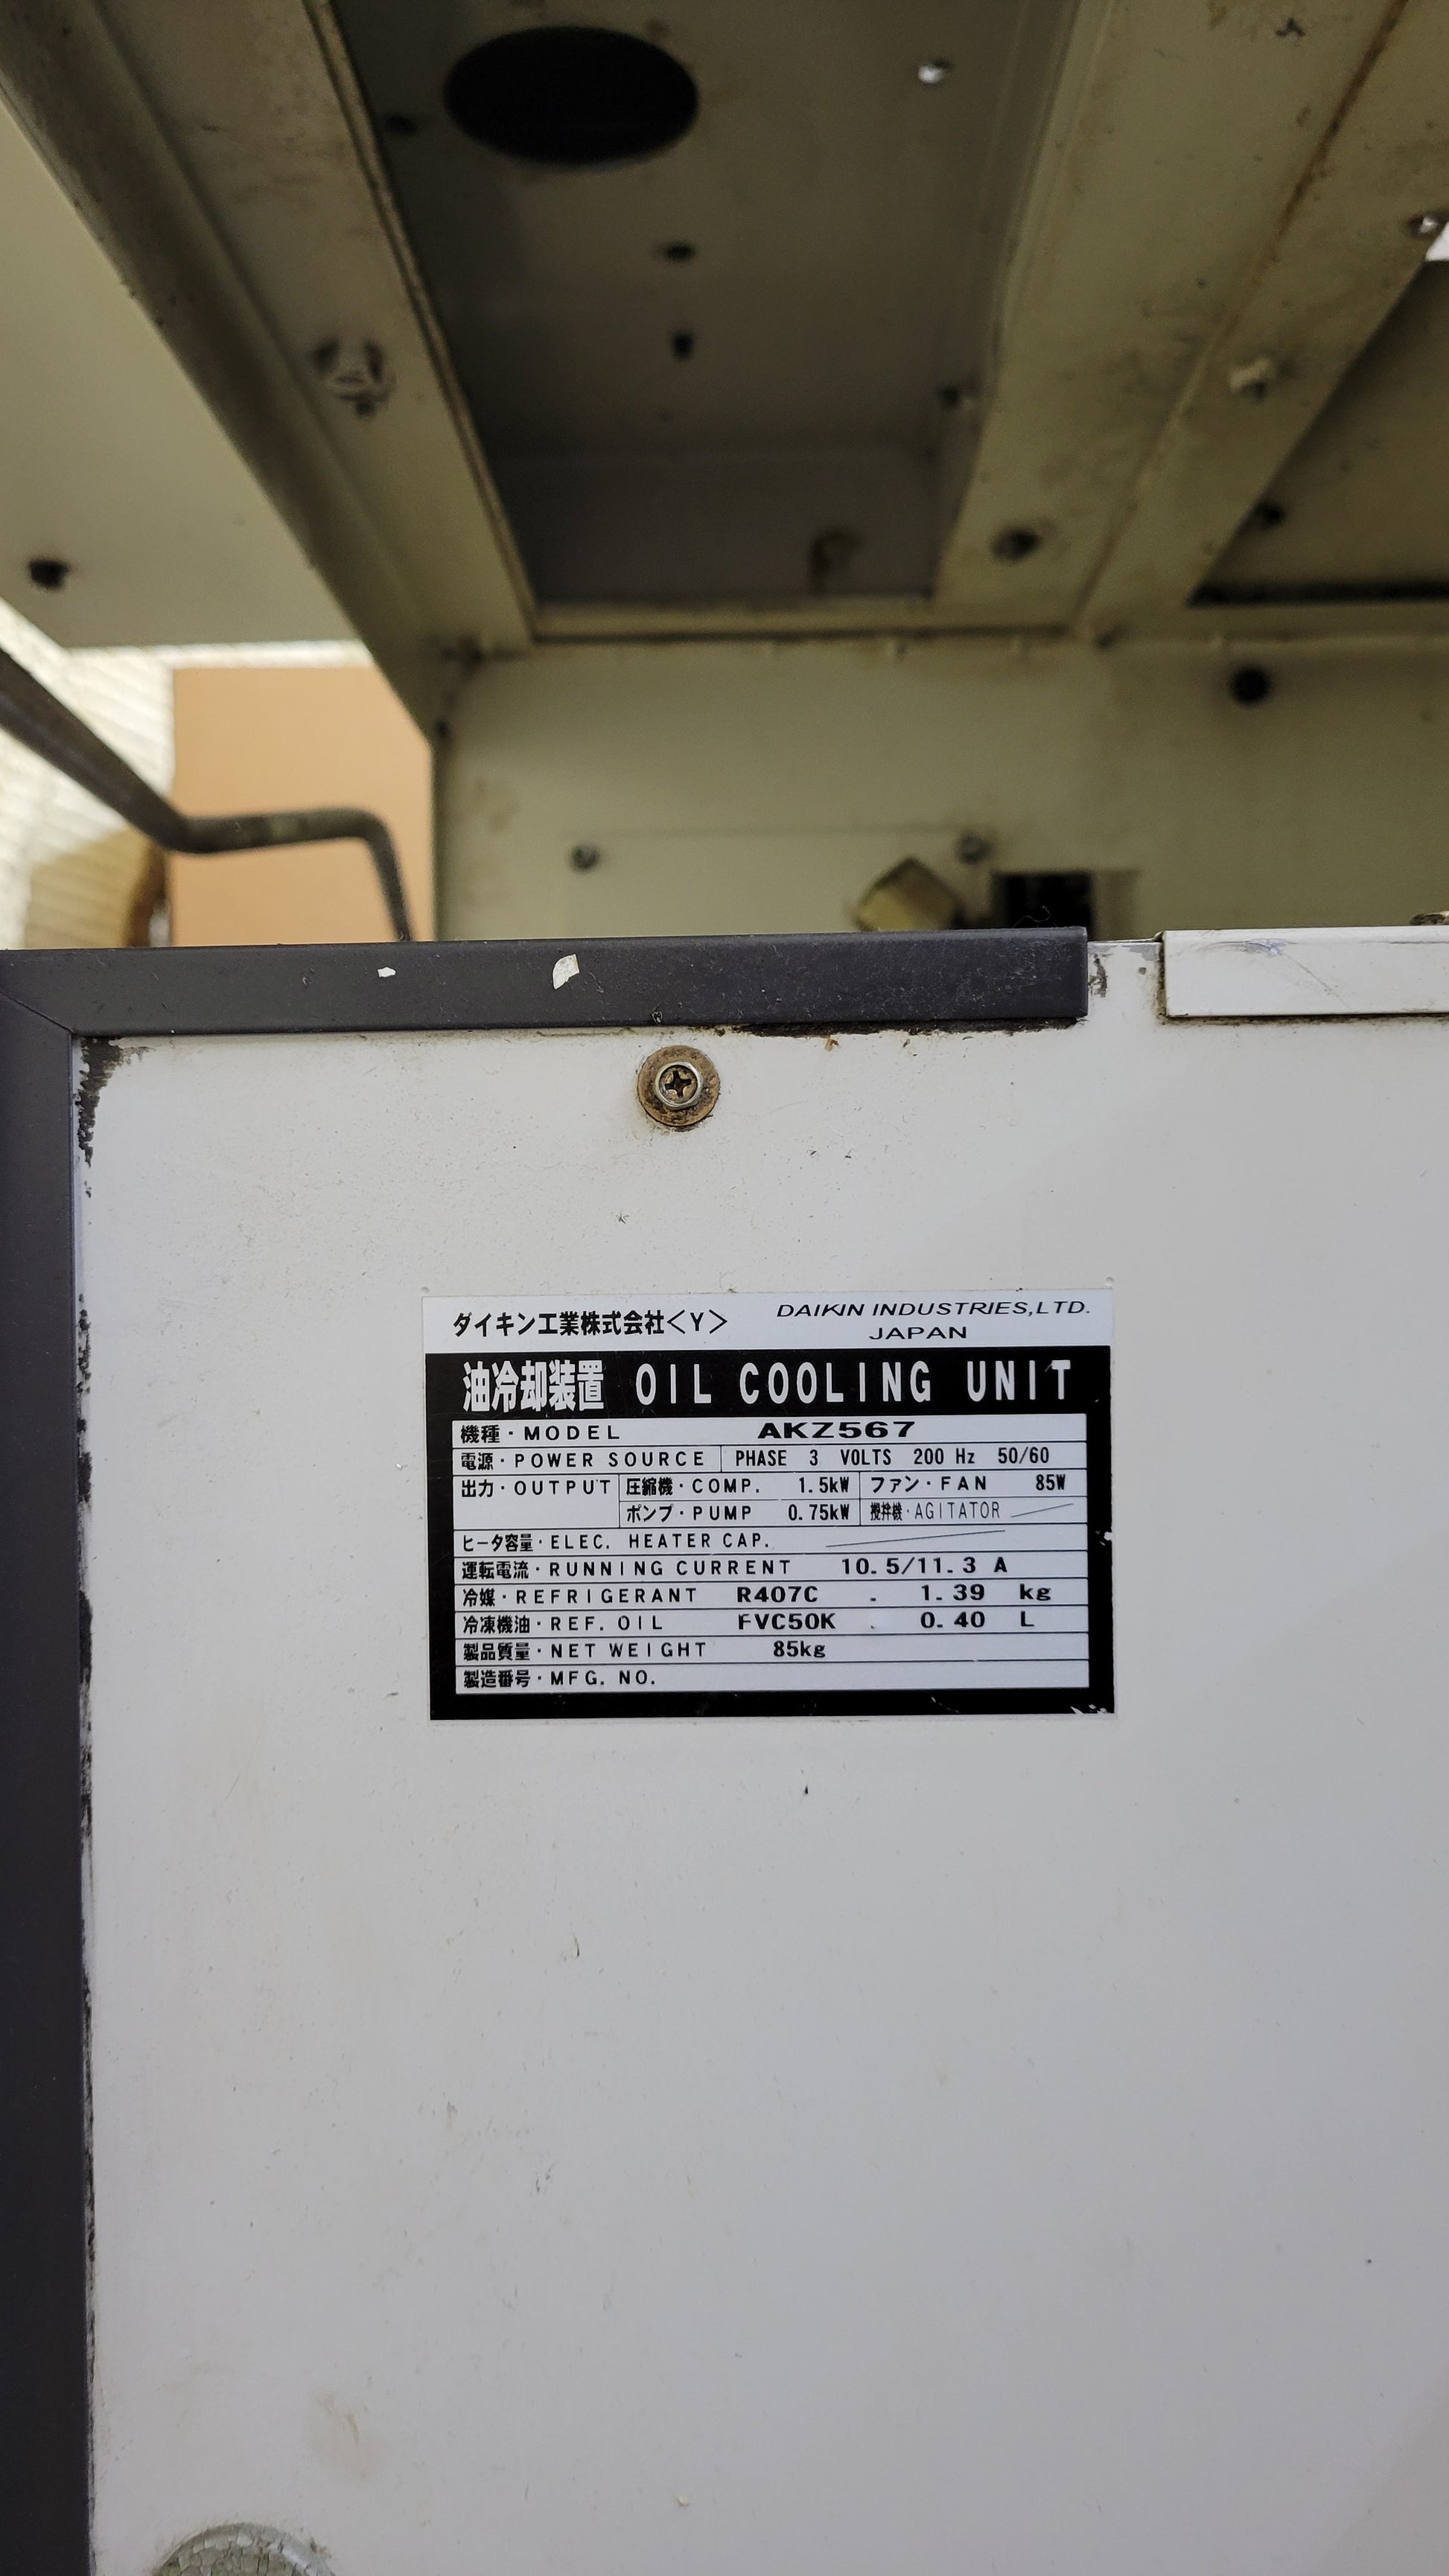 ダイキン工業株式会社<Y> DAIKIN INDUSTRIES,LTD.
JAPAN
油冷却装置 OIL COOLING UNIT
機種・MODEL AKZ567
電源・POWER SOURCE PHASE 3 VOLTS 200 Hz 50/60
出力・OUTPUT 圧縮機・COMP. 1.5kW ファン・FAN 85W
ポンプ・PUMP 0.75kW 攪拌機・AGITATOR
ヒータ容量・ELEC. HEATER CAP.
運転電流・RUNNING CURRENT 10.5/11.3 A
冷媒・REFRIGERANT R407C . 1.39 kg
冷凍機油・REF. OIL FVC50K . 0.40 L
製品質量・NET WEIGHT 85kg
製造番号・MFG. NO.